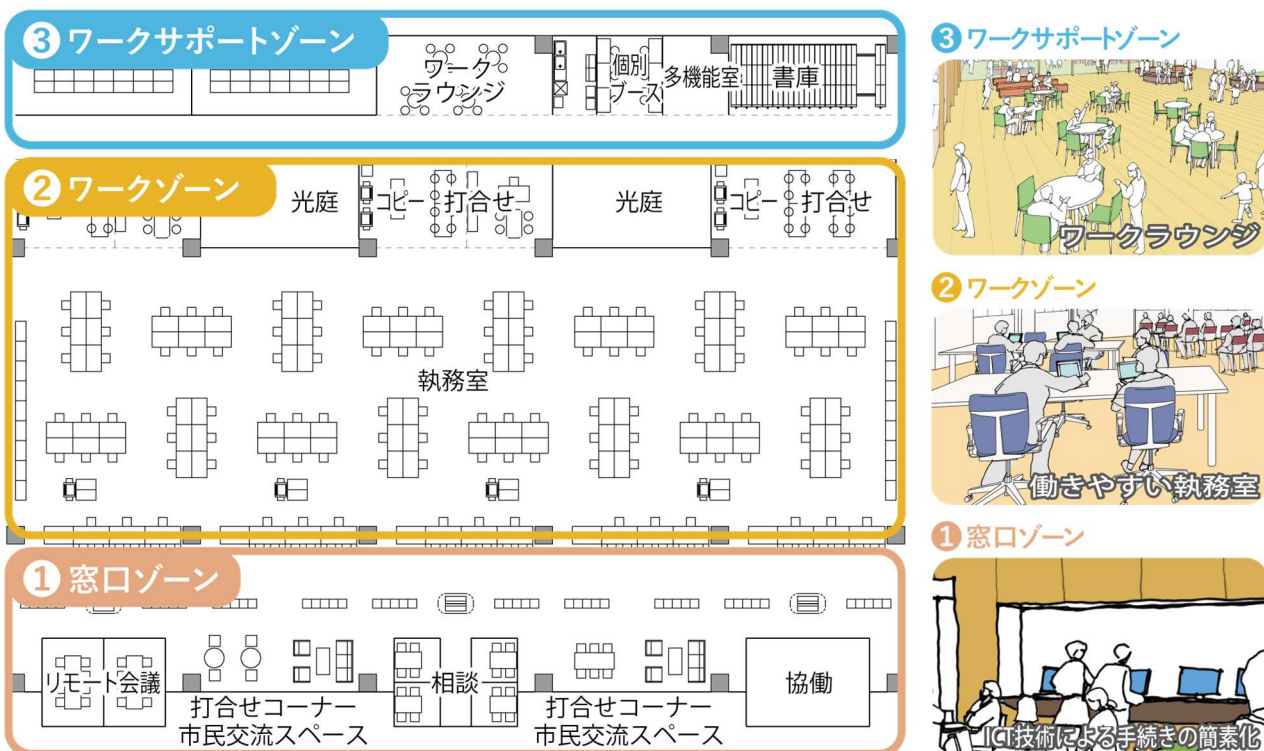 3 ワークサポートゾーン
ワーク
ラウンジ
個別
ブース
多機能室
書庫
2 ワークゾーン
光庭
コピー
打合せ
光庭
コピー
打合せ
執務室
1 窓口ゾーン
リモート会議
打合せコーナー
市民交流スペース
相談
打合せコーナー
市民交流スペース
協働
3 ワークサポートゾーン
ワークラウンジ
2 ワークゾーン
働きやすい執務室
1 窓口ゾーン
ICT技術による手続きの簡素化